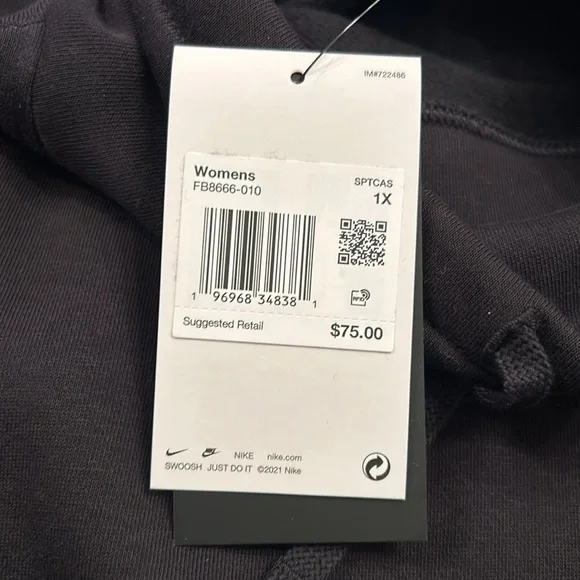 IM#722486
Womens
FB8666-010
SPTCAS
1X
1 96968 34838 1
RFID
Suggested Retail
$75.00
NIKE nike.com
SWOOSH JUST DO IT ©2021 Nike